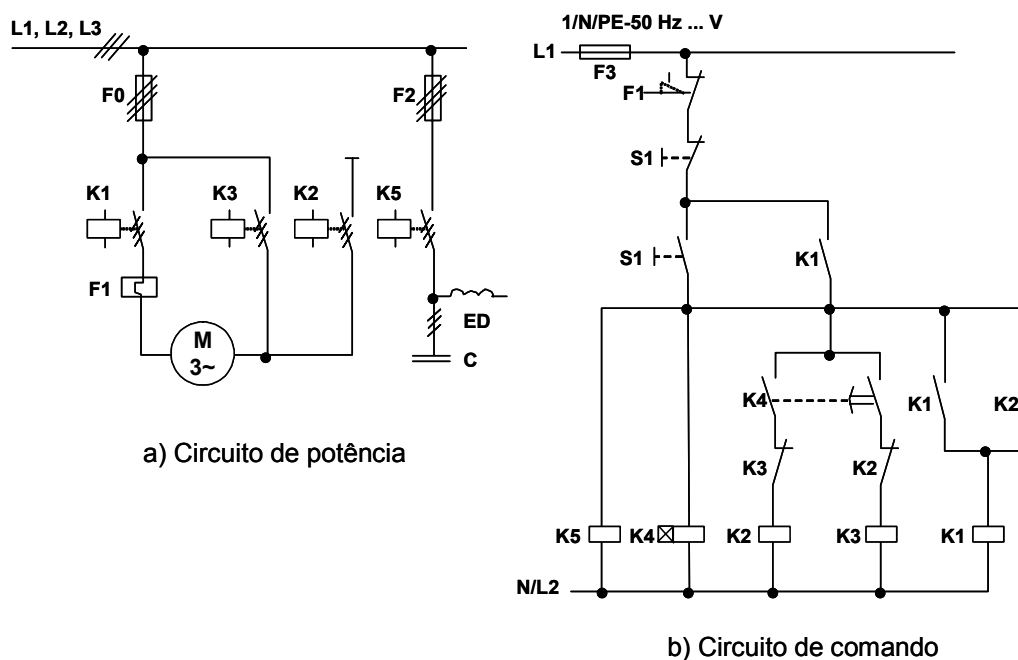 L1, L2, L3
F0
F2
K1
K3
K2
K5
F1
M
3~
ED
C
a) Circuito de potência
1/N/PE-50 Hz ... V
L1
F3
F1
S1
S1
K1
K4
K1
K2
K3
K2
K5
K4
K2
K3
K1
N/L2
b) Circuito de comando